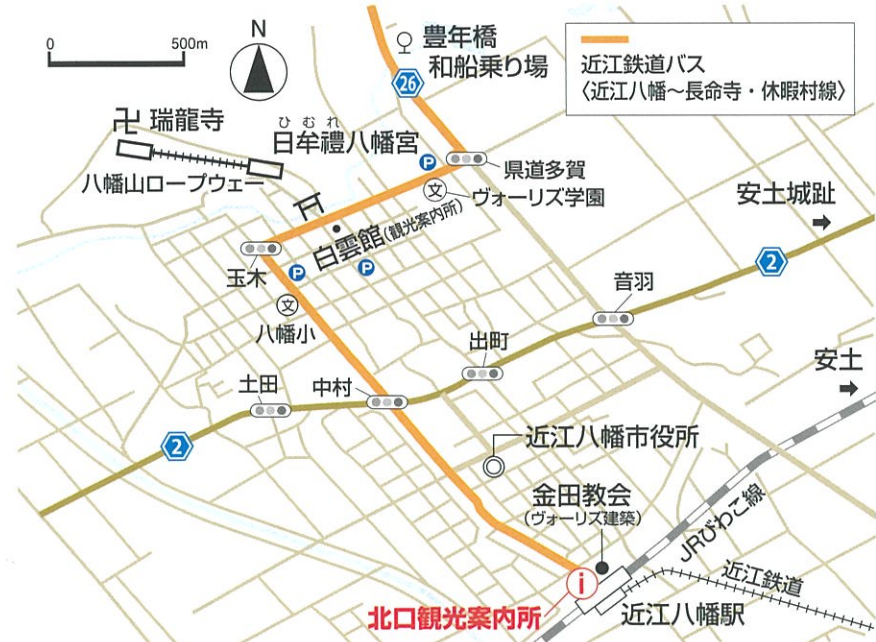 0
500m
N
豊年橋
和船乗り場
近江鉄道バス
〈近江八幡〜長命寺・休暇村線〉
26
瑞龍寺
八幡山ロープウェー
ひむれ
日牟禮八幡宮
P
県道多賀
文
ヴォーリズ学園
安土城趾
白雲館(観光案内所)
玉木
P
P
2
文
八幡小
音羽
出町
安土
土田
中村
2
近江八幡市役所
金田教会
(ヴォーリズ建築)
JRびわこ線
近江鉄道
i
北口観光案内所
近江八幡駅